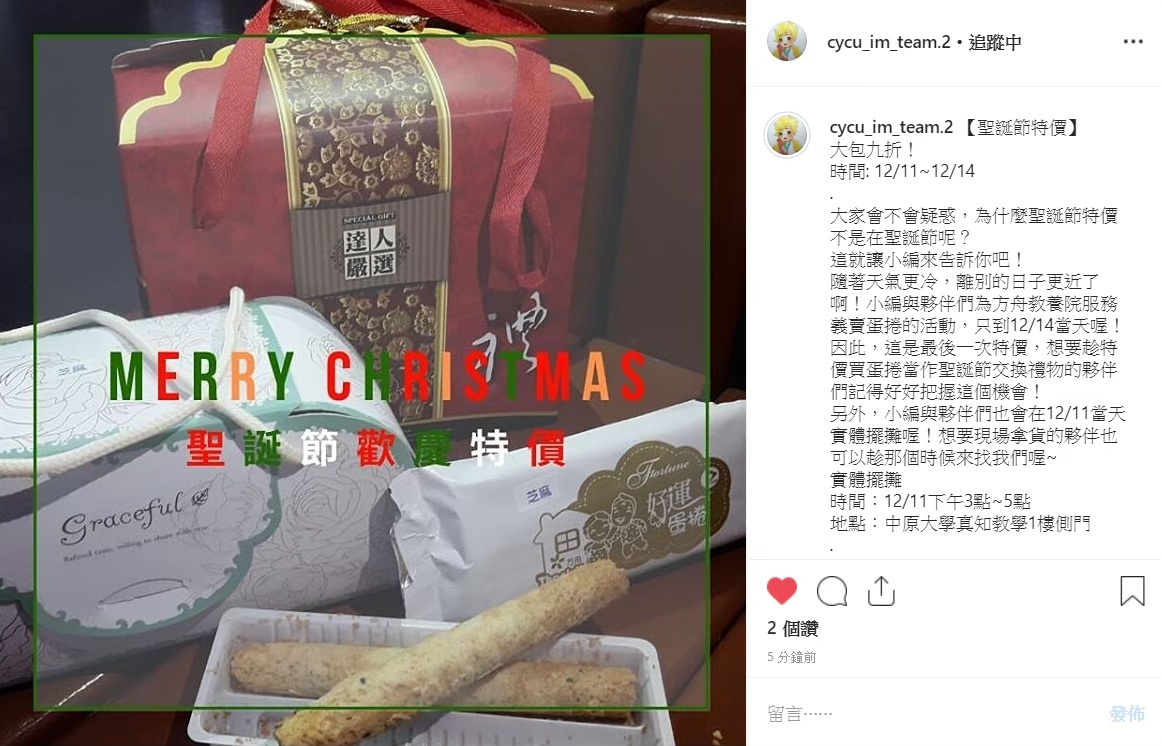 SPECIAL GIFT
達人
嚴選
禮
芝麻
MERRY CHRISTMAS
聖誕節歡慶特價
Graceful
Refined taste, willing to share with you.
芝麻
Fortune
好運
蛋捲
cycu_im_team.2 • 追蹤中
cycu_im_team.2 【聖誕節特價】
大包九折！
時間: 12/11~12/14
.
大家會不會疑惑，為什麼聖誕節特價
不是在聖誕節呢？
這就讓小編來告訴你吧！
隨著天氣更冷，離別的日子更近了
啊！小編與夥伴們為方舟教養院服務
義賣蛋捲的活動，只到12/14當天喔！
因此，這是最後一次特價，想要趁特
價買蛋捲當作聖誕節交換禮物的夥伴
們記得好好把握這個機會！
另外，小編與夥伴們也會在12/11當天
實體擺攤喔！想要現場拿貨的夥伴也
可以趁那個時候來找我們喔~
實體擺攤
時間：12/11下午3點~5點
地點：中原大學真知教學1樓側門
.
2 個讚
5 分鐘前
留言……
發佈